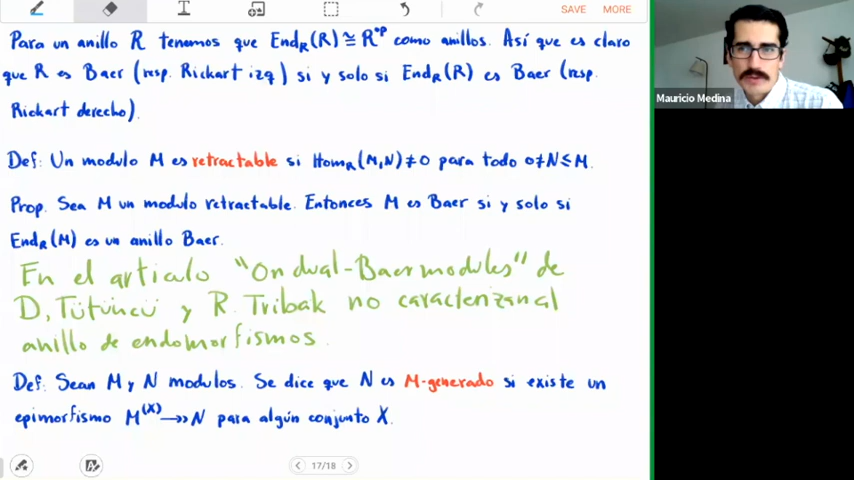 SAVE MORE
Para un anillo R tenemos que End_R(R) ≅ R^op como anillos. Así que es claro
que R es Baer (resp. Rickart izq) si y solo si End_R(R) es Baer (resp.
Rickart derecho).
Mauricio Medina
Def: Un modulo M es retractable si Hom_R(M,N)≠0 para todo 0≠N≤M.
Prop. Sea M un modulo retractable. Entonces M es Baer si y solo si
End_R(M) es un anillo Baer.
En el articulo "On dual-Baer modules" de
D. Tütüncü y R. Tribak no caracterizan al
anillo de endomorfismos.
Def: Sean M y N modulos. Se dice que N es M-generado si existe un
epimorfismo M^(X) →» N para algún conjunto X.
17/18